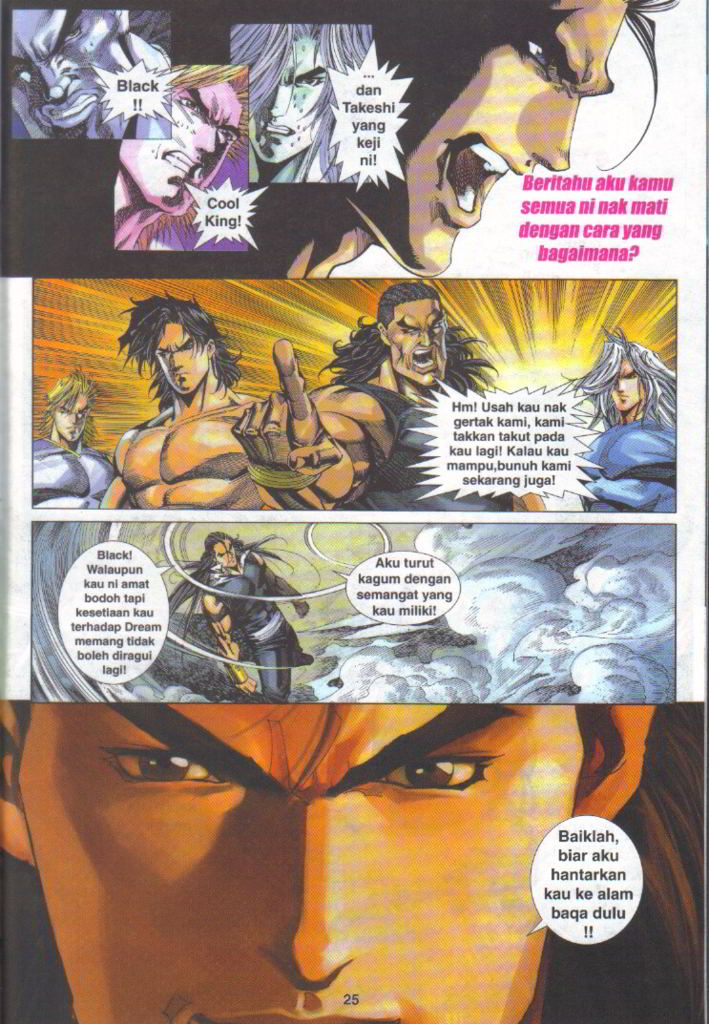 Black
!!
Cool
King!
...
dan
Takeshi
yang
keji
ni!
Beritahu aku kamu
semua ni nak mati
dengan cara yang
bagaimana?
Hm! Usah kau nak
gertak kami, kami
takkan takut pada
kau lagi! Kalau kau
mampu,bunuh kami
sekarang juga!
Black!
Walaupun
kau ni amat
bodoh tapi
kesetiaan kau
terhadap Dream
memang tidak
boleh diragui
lagi!
Aku turut
kagum dengan
semangat yang
kau miliki!
Baiklah,
biar aku
hantarkan
kau ke alam
baqa dulu
!!
25